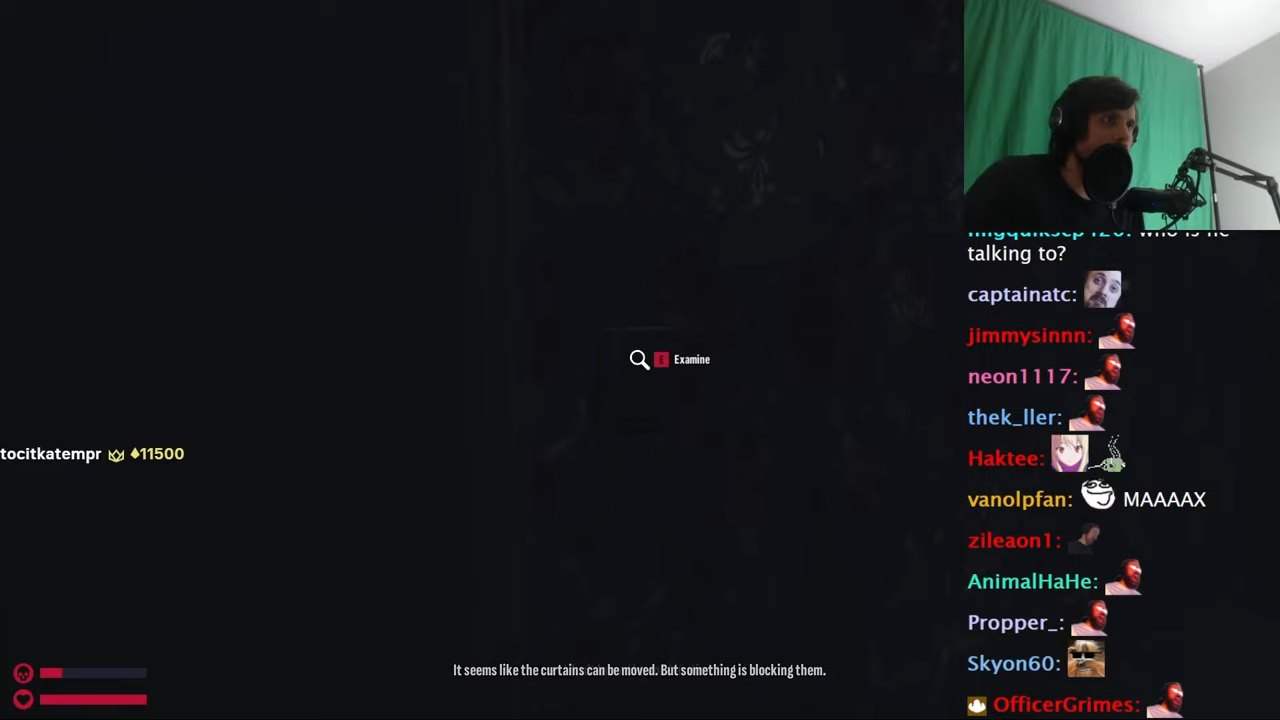 talking to?
captainatc:
jimmysinnn:
neon1117:
E Examine
thek_ller:
tocitkatempr 11500
Haktee:
vanolpfan: MAAAAX
zileaon1:
AnimalHaHe:
Propper_:
Skyon60:
It seems like the curtains can be moved. But something is blocking them.
OfficerGrimes: